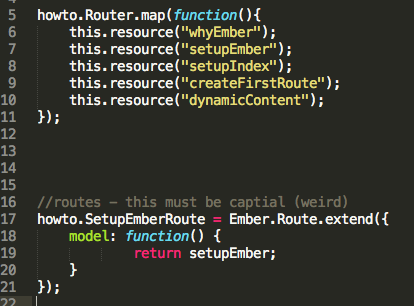 5 howto.Router.map(function(){
6 this.resource("whyEmber");
7 this.resource("setupEmber");
8 this.resource("setupIndex");
9 this.resource("createFirstRoute");
10 this.resource("dynamicContent");
11 });
12
13
14
15
16 //routes - this must be captial (weird)
17 howto.SetupEmberRoute = Ember.Route.extend({
18 model: function() {
19 return setupEmber;
20 }
21 });
22